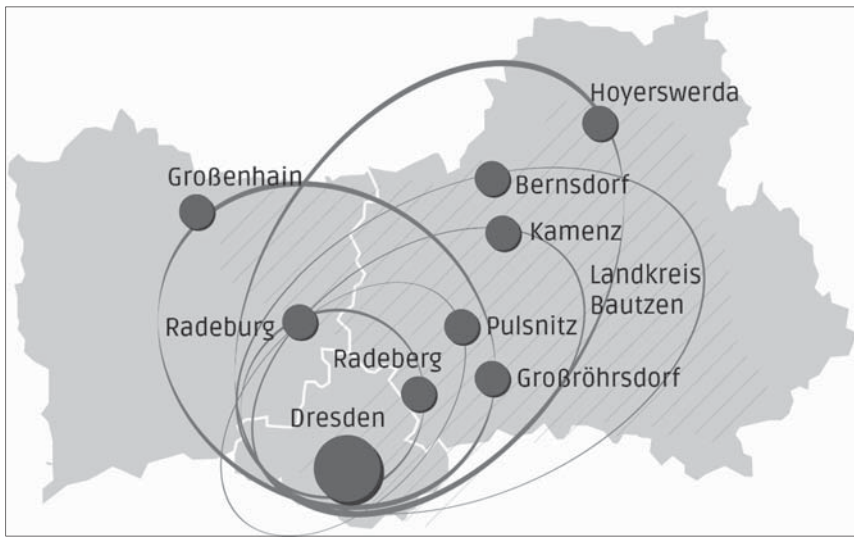 Hoyerswerda
Großenhain
Bernsdorf
Kamenz
Landkreis
Bautzen
Radeburg
Pulsnitz
Radeberg
Großröhrsdorf
Dresden